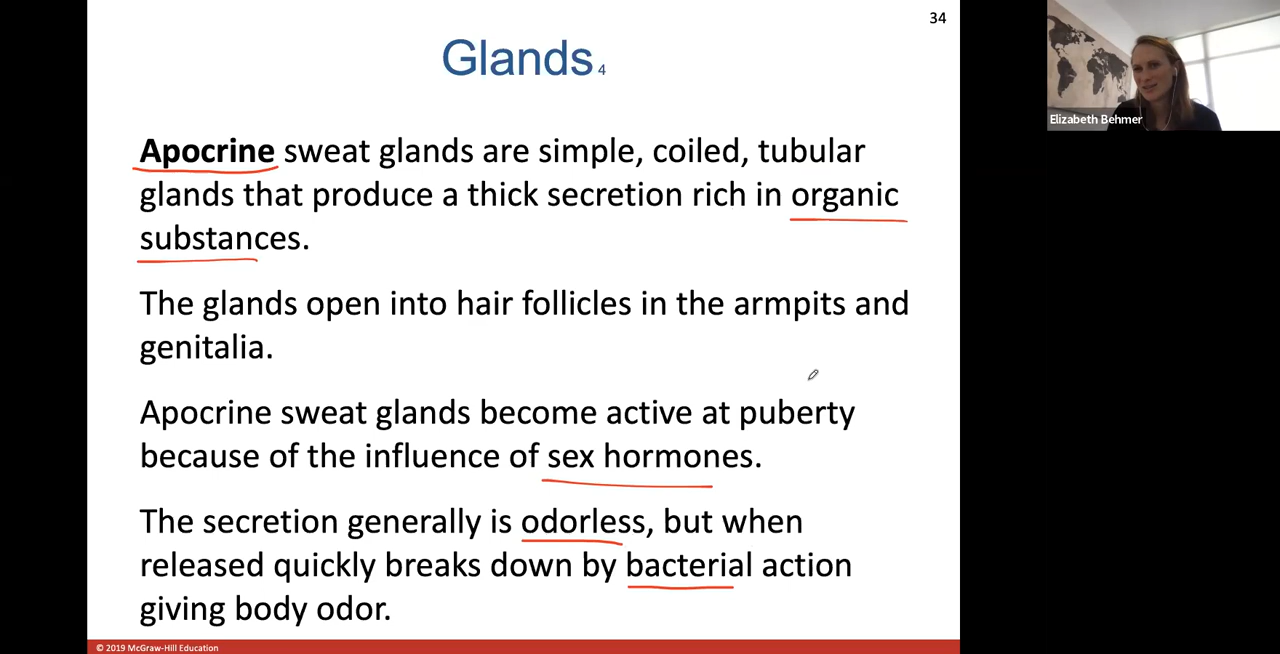 34
Glands 4
Elizabeth Behmer
Apocrine sweat glands are simple, coiled, tubular
glands that produce a thick secretion rich in organic
substances.
The glands open into hair follicles in the armpits and
genitalia.
Apocrine sweat glands become active at puberty
because of the influence of sex hormones.
The secretion generally is odorless, but when
released quickly breaks down by bacterial action
giving body odor.
© 2019 McGraw-Hill Education